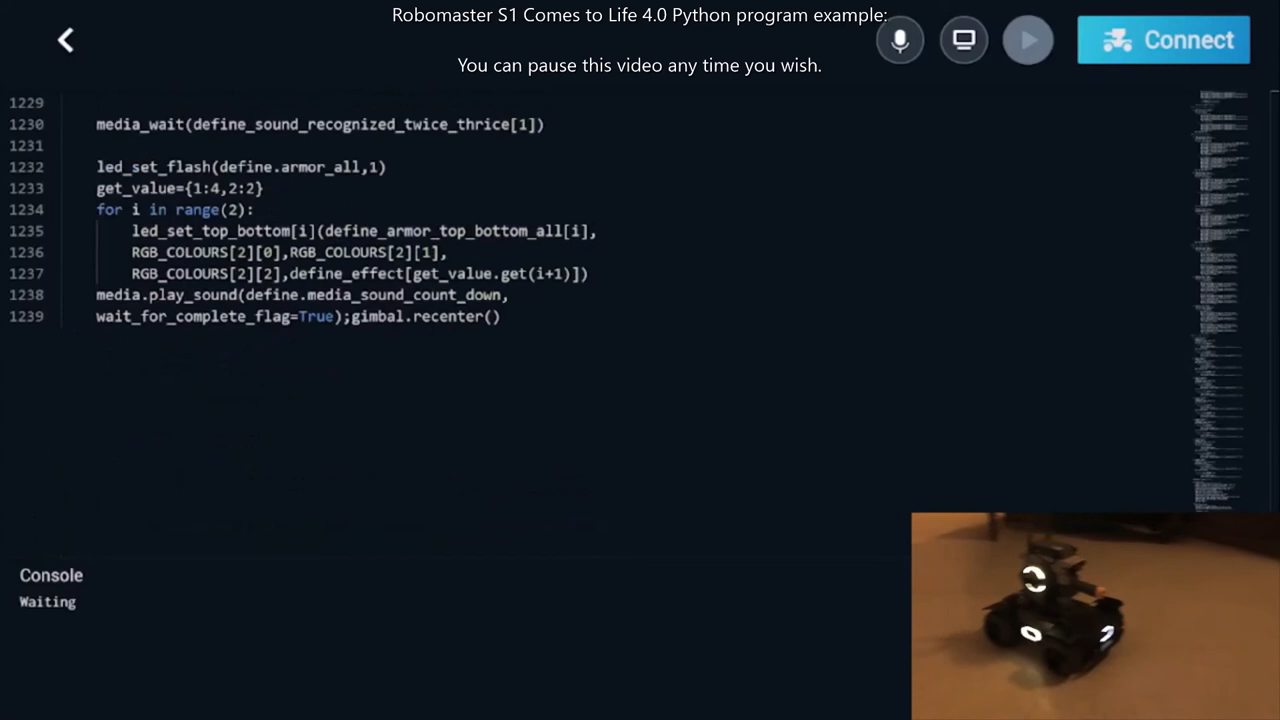 Robomaster S1 Comes to Life 4.0 Python program example:
You can pause this video any time you wish.
Connect
1229
1230 media_wait(define_sound_recognized_twice_thrice[1])
1231
1232 led_set_flash(define.armor_all,1)
1233 get_value={1:4,2:2}
1234 for i in range(2):
1235 led_set_top_bottom[i](define_armor_top_bottom_all[i],
1236 RGB_COLOURS[2][0],RGB_COLOURS[2][1],
1237 RGB_COLOURS[2][2],define_effect[get_value.get(i+1)])
1238 media.play_sound(define.media_sound_count_down,
1239 wait_for_complete_flag=True);gimbal.recenter()
Console
Waiting